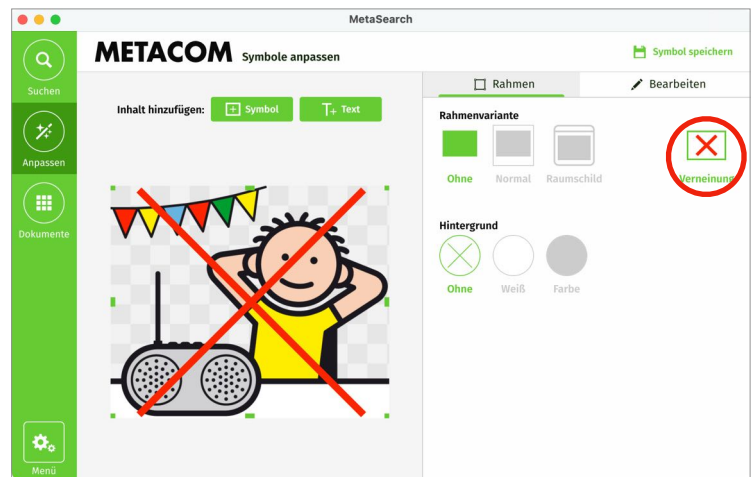 MetaSearch
METACOM Symbole anpassen
Symbol speichern
Suchen
Anpassen
Dokumente
Menü
Inhalt hinzufügen: Symbol T+ Text
Rahmen
Bearbeiten
Rahmenvariante
Ohne Normal Raumschild
Verneinung
Hintergrund
Ohne Weiß Farbe